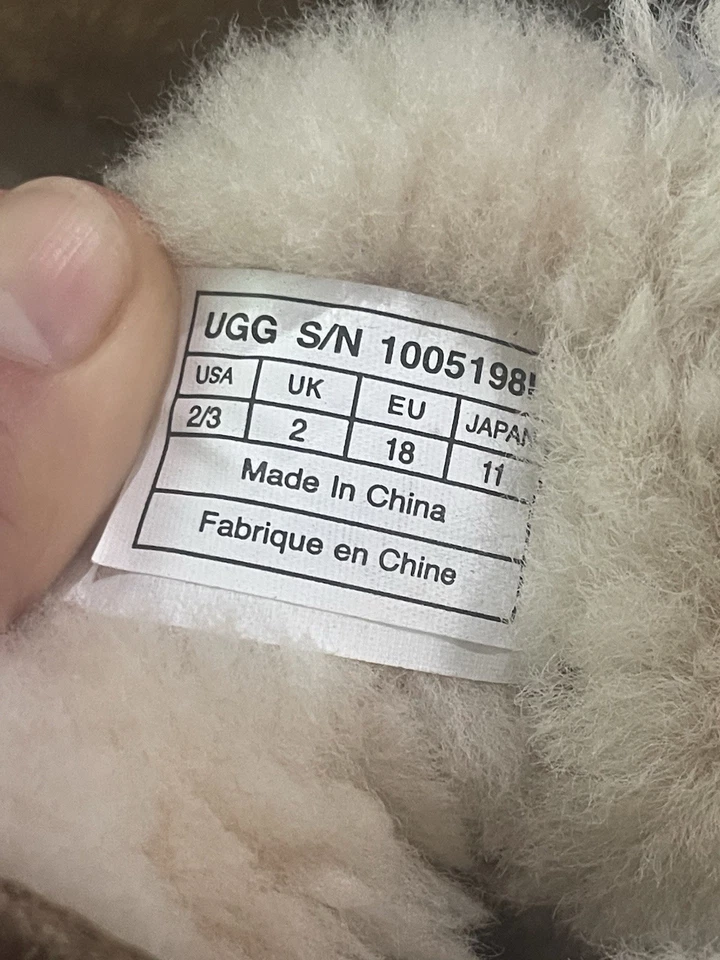 UGG S/N 1005198
USA UK EU JAPAN
2/3 2 18 11
Made In China
Fabrique en Chine